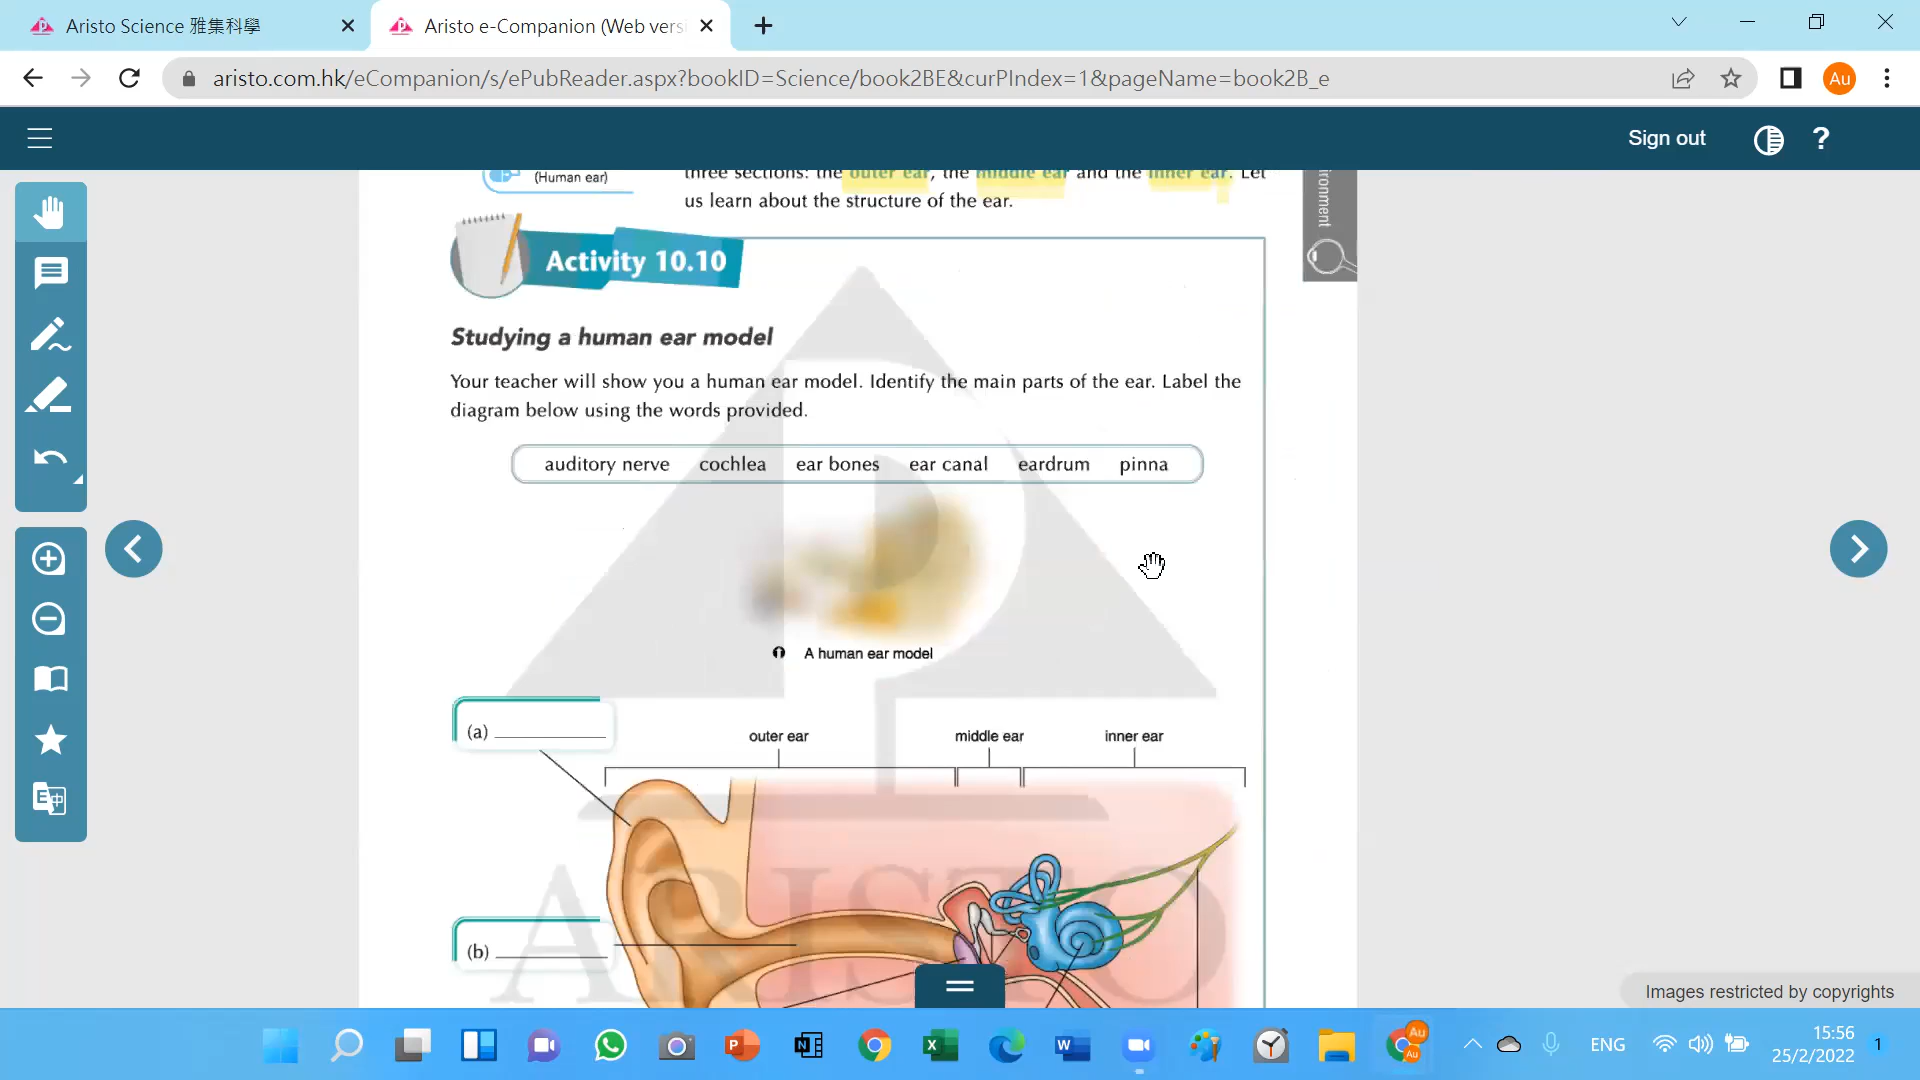 Aristo Science 雅集科學
Aristo e-Companion (Web versi
aristo.com.hk/eCompanion/s/ePubReader.aspx?bookID=Science/book2BE&curPIndex=1&pageName=book2B_e
Au
Sign out
?
(Human ear)
three sections: the outer ear, the middle ear and the inner ear. Let
us learn about the structure of the ear.
ironment
Activity 10.10
Studying a human ear model
Your teacher will show you a human ear model. Identify the main parts of the ear. Label the
diagram below using the words provided.
auditory nerve cochlea ear bones ear canal eardrum pinna
A human ear model
(a)
outer ear middle ear inner ear
(b)
ARISTO
Images restricted by copyrights
ENG
15:56
25/2/2022
1